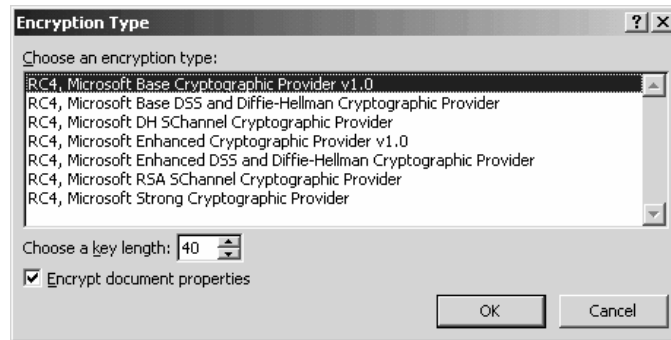 Encryption Type
Choose an encryption type:
RC4, Microsoft Base Cryptographic Provider v1.0
RC4, Microsoft Base DSS and Diffie-Hellman Cryptographic Provider
RC4, Microsoft DH SChannel Cryptographic Provider
RC4, Microsoft Enhanced Cryptographic Provider v1.0
RC4, Microsoft Enhanced DSS and Diffie-Hellman Cryptographic Provider
RC4, Microsoft RSA SChannel Cryptographic Provider
RC4, Microsoft Strong Cryptographic Provider
Choose a key length: 40
Encrypt document properties
OK Cancel